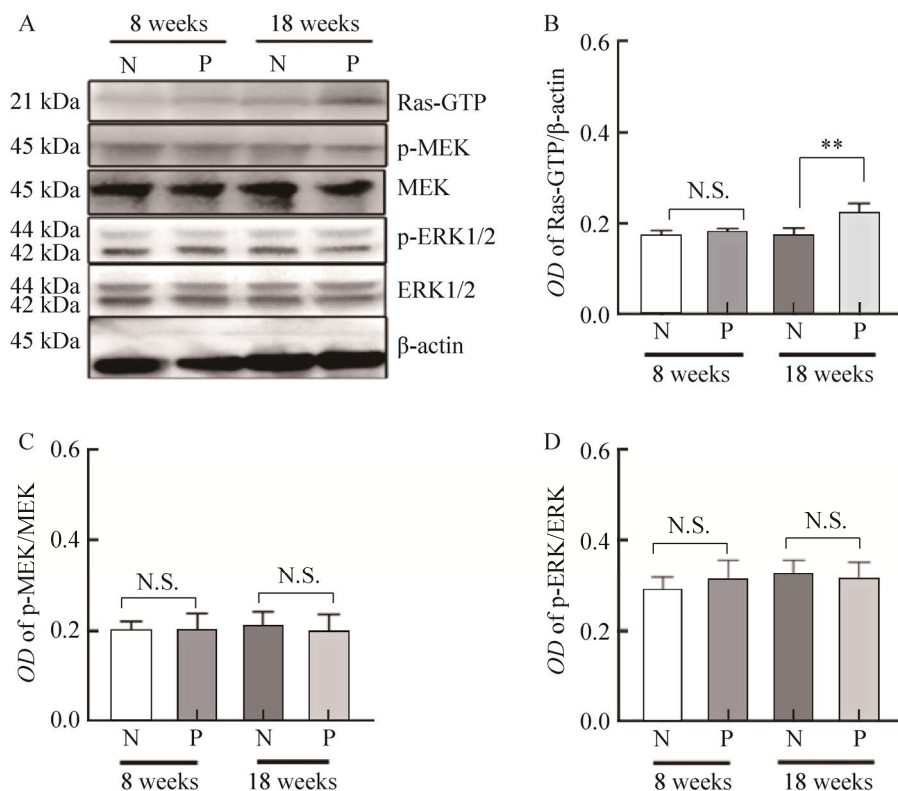 A
8 weeks 18 weeks
N P N P
21 kDa Ras-GTP
45 kDa p-MEK
45 kDa MEK
44 kDa
42 kDa p-ERK1/2
44 kDa
42 kDa ERK1/2
45 kDa β-actin
B
OD of Ras-GTP/β-actin
0.6
0.4
0.2
0.0
N.S. **
N P N P
8 weeks 18 weeks
C
OD of p-MEK/MEK
0.6
0.4
0.2
0.0
N.S. N.S.
N P N P
8 weeks 18 weeks
D
OD of p-ERK/ERK
0.6
0.4
0.2
0.0
N.S. N.S.
N P N P
8 weeks 18 weeks